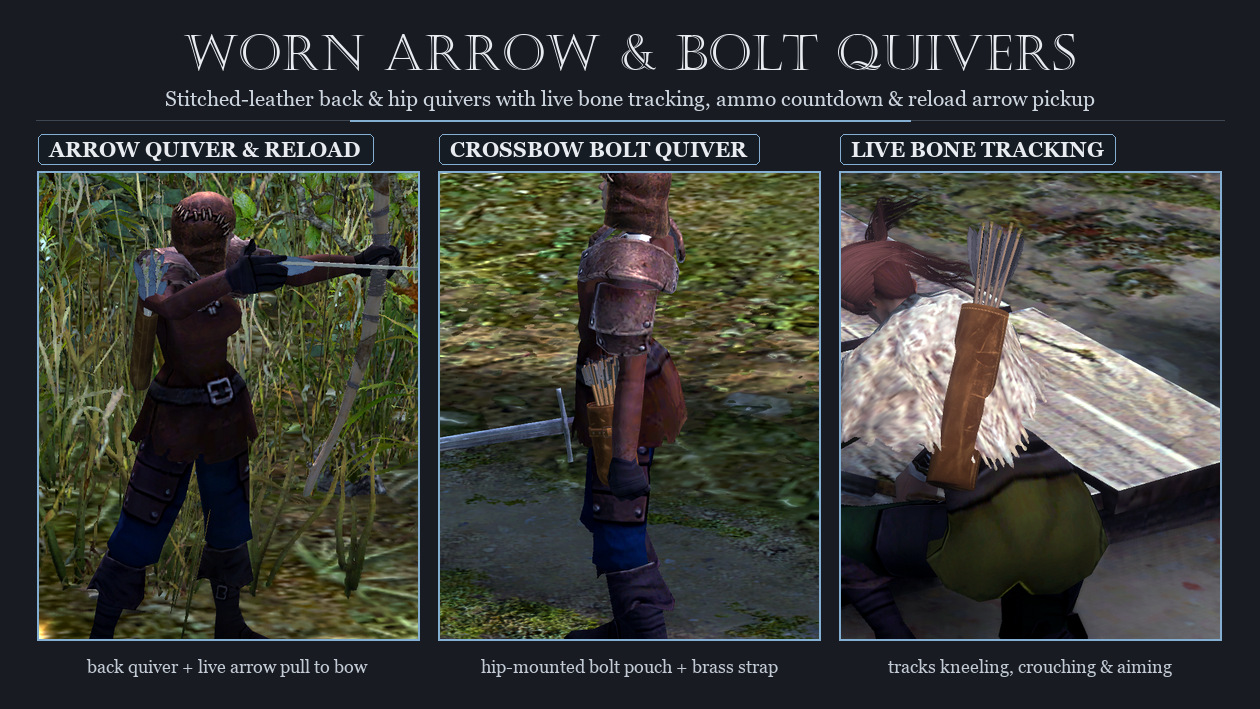 WORN ARROW & BOLT QUIVERS
Stitched-leather back & hip quivers with live bone tracking, ammo countdown & reload arrow pickup
ARROW QUIVER & RELOAD
CROSSBOW BOLT QUIVER
LIVE BONE TRACKING
back quiver + live arrow pull to bow
hip-mounted bolt pouch + brass strap
tracks kneeling, crouching & aiming